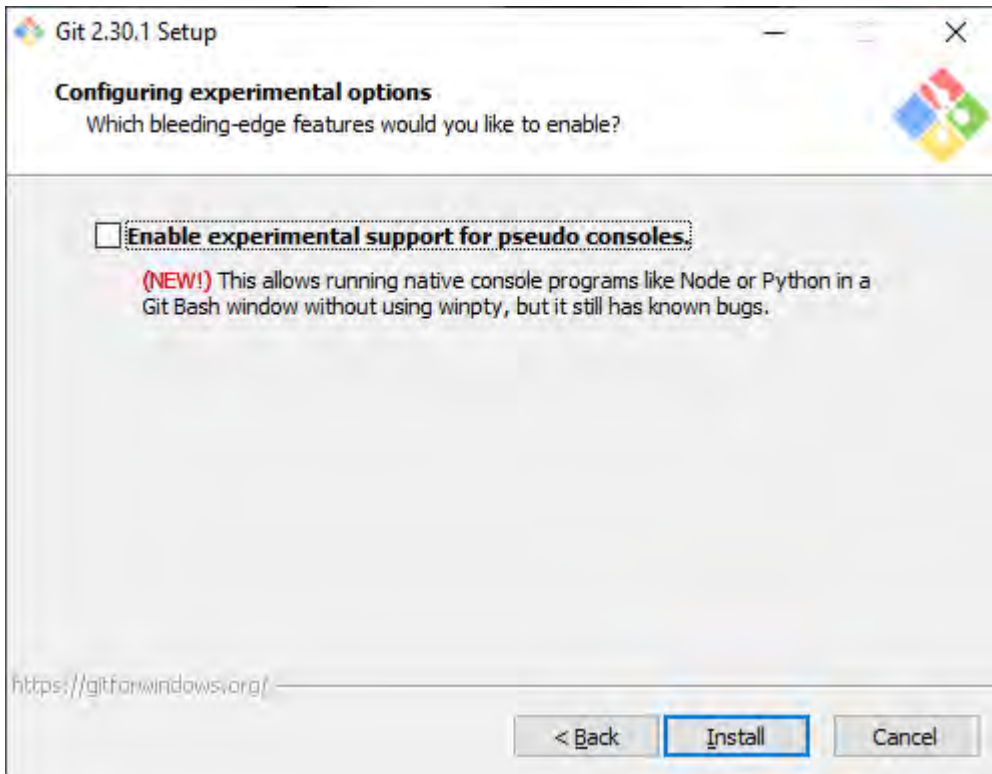 Git 2.30.1 Setup
Configuring experimental options
Which bleeding-edge features would you like to enable?
Enable experimental support for pseudo consoles.
(NEW!) This allows running native console programs like Node or Python in a
Git Bash window without using winpty, but it still has known bugs.
https://gitforwindows.org/
< Back
Install
Cancel